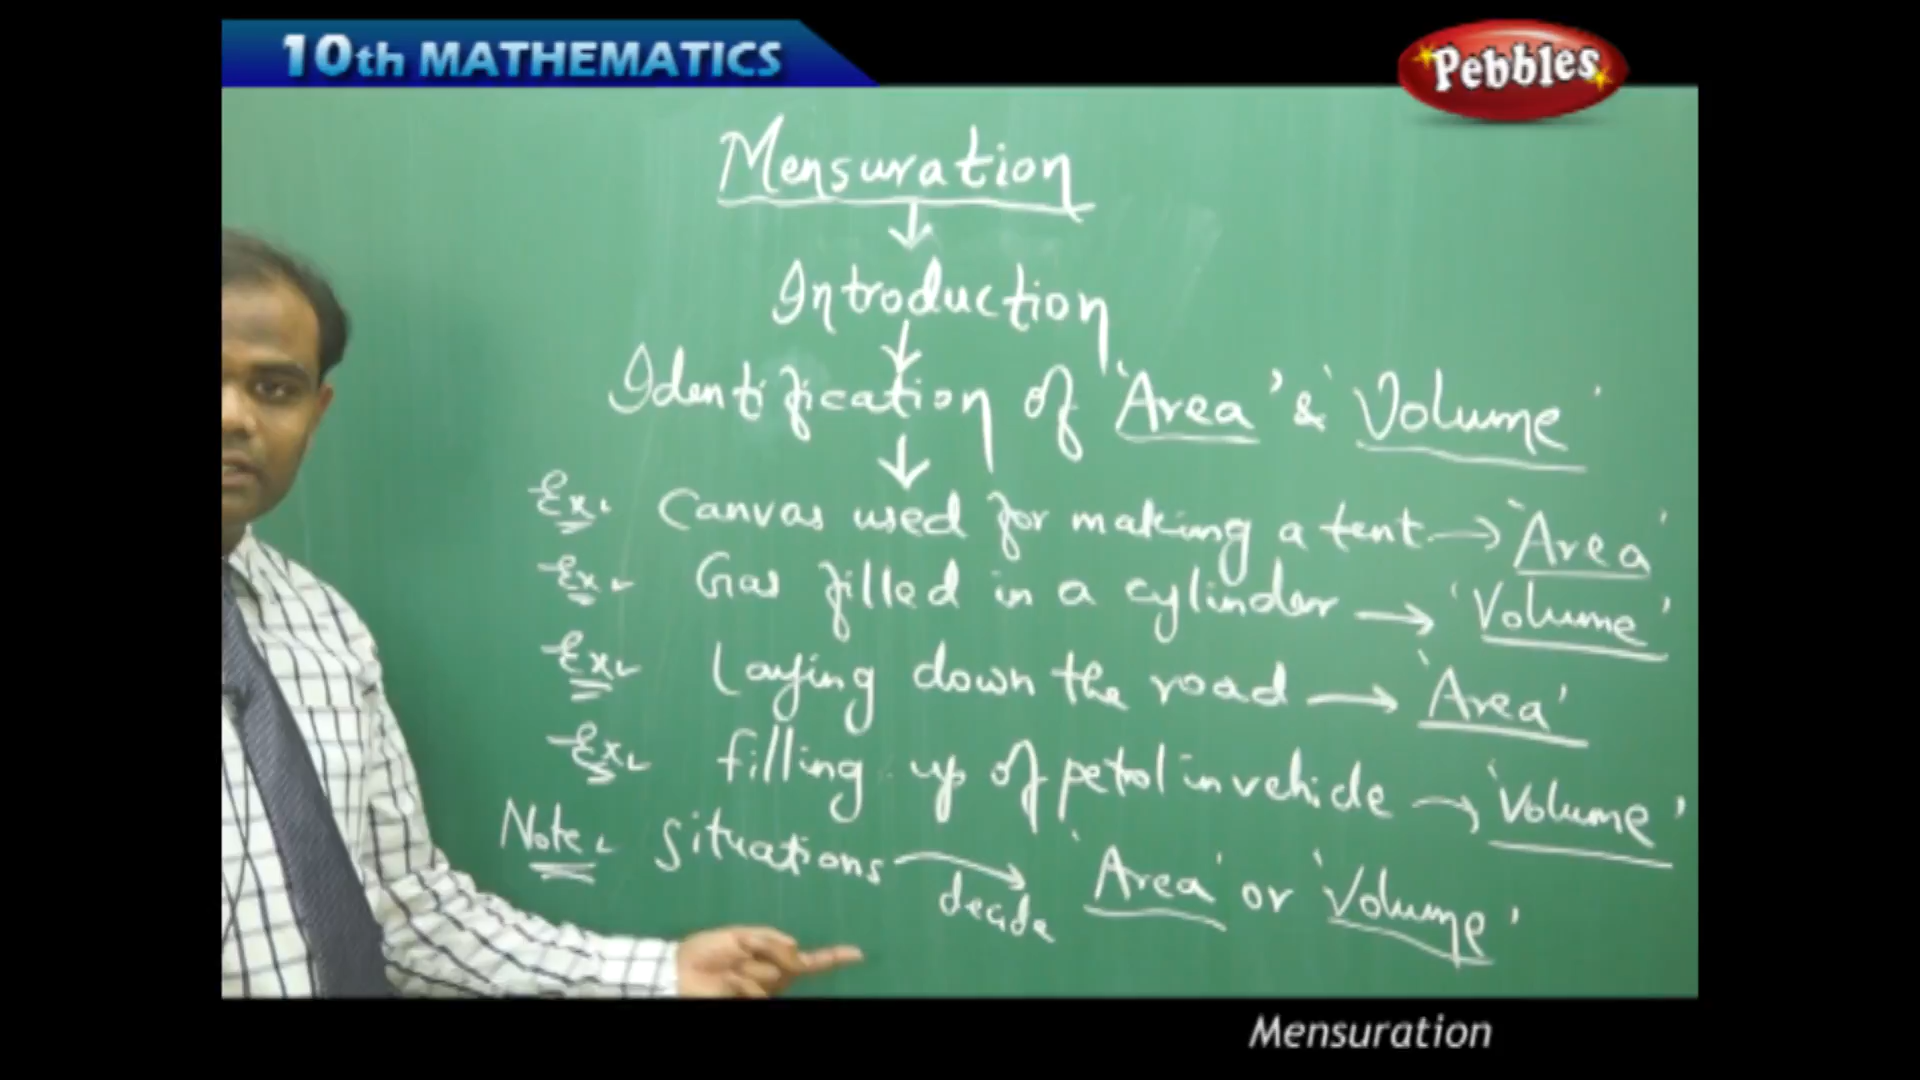 10th MATHEMATICS
Pebbles
Mensuration
Introduction
Identification of 'Area' & 'Volume'
Ex. Canvas used for making a tent → 'Area'
Ex. Gas filled in a cylinder → 'Volume'
Ex. Laying down the road → 'Area'
Ex. filling up of petrol in vehicle → 'Volume'
Note. Situations → decide 'Area' or 'Volume'
Mensuration